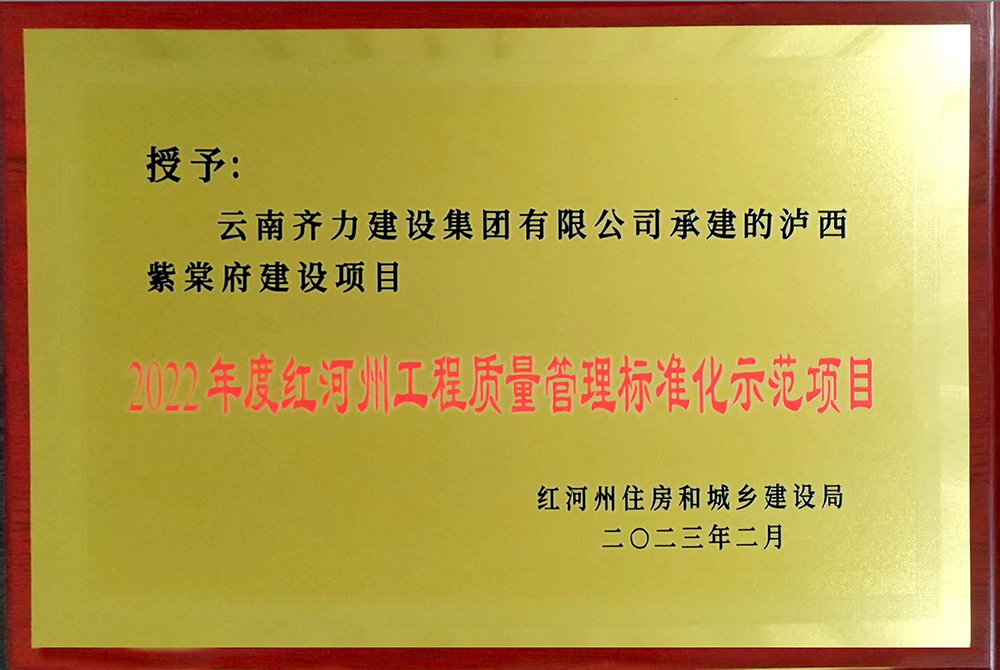 授予:
云南齐力建设集团有限公司承建的泸西
紫棠府建设项目
2022年度红河州工程质量管理标准化示范项目
红河州住房和城乡建设局
二〇二三年二月